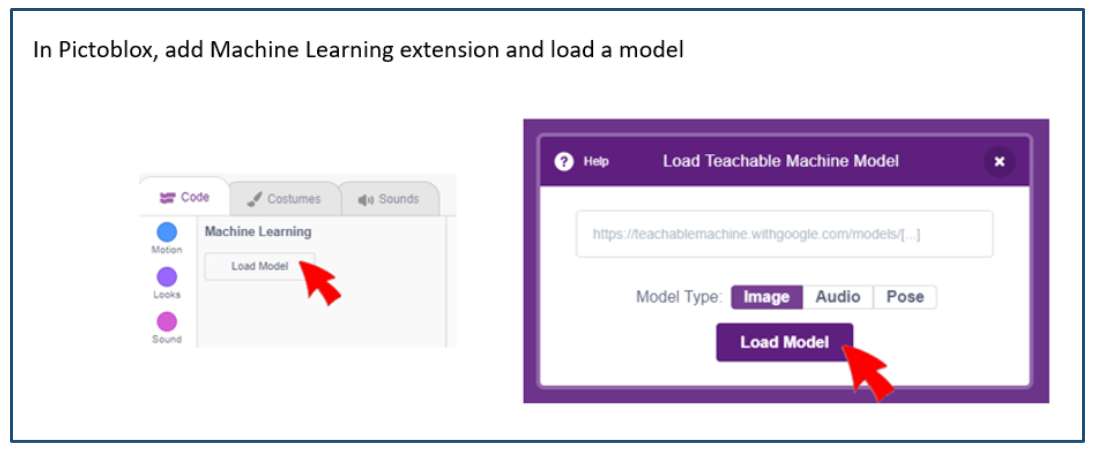 In Pictoblox, add Machine Learning extension and load a model
Code Costumes Sounds
Motion
Looks
Sound
Machine Learning
Load Model
? Help Load Teachable Machine Model
https://teachablemachine.withgoogle.com/models/[...]
Model Type: Image Audio Pose
Load Model